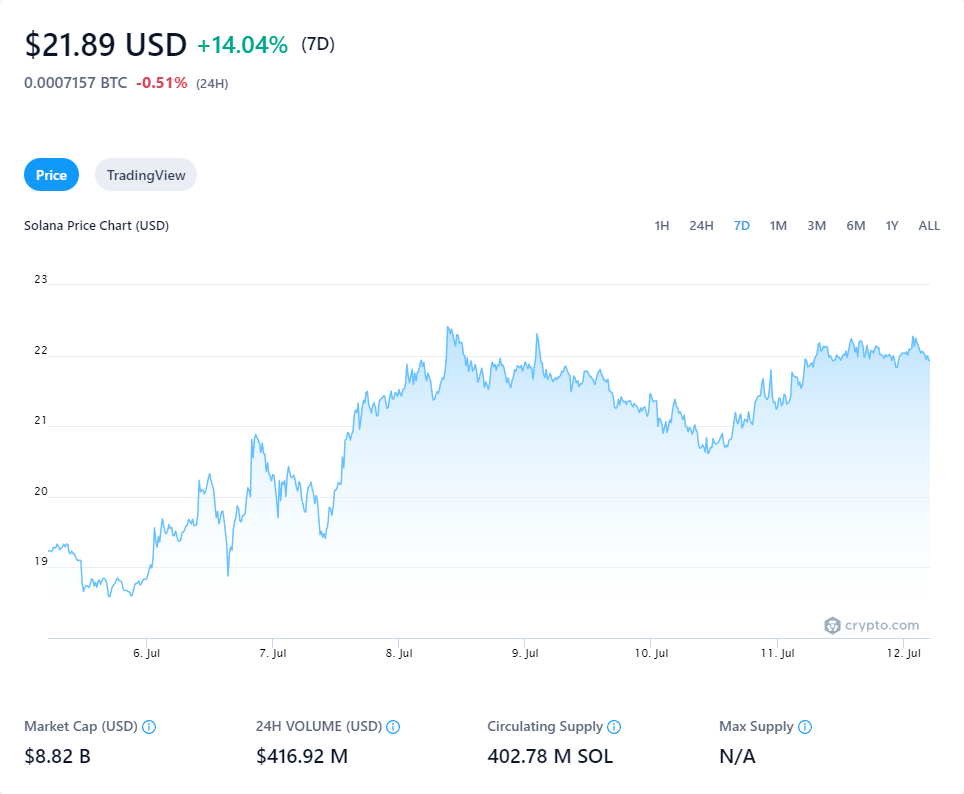 $21.89 USD +14.04% (7D)
0.0007157 BTC -0.51% (24H)
Price TradingView
Solana Price Chart (USD) 1H 24H 7D 1M 3M 6M 1Y ALL
23
22
21
20
19
crypto.com
6. Jul 7. Jul 8. Jul 9. Jul 10. Jul 11. Jul 12. Jul
Market Cap (USD) 24H VOLUME (USD) Circulating Supply Max Supply
$8.82 B $416.92 M 402.78 M SOL N/A